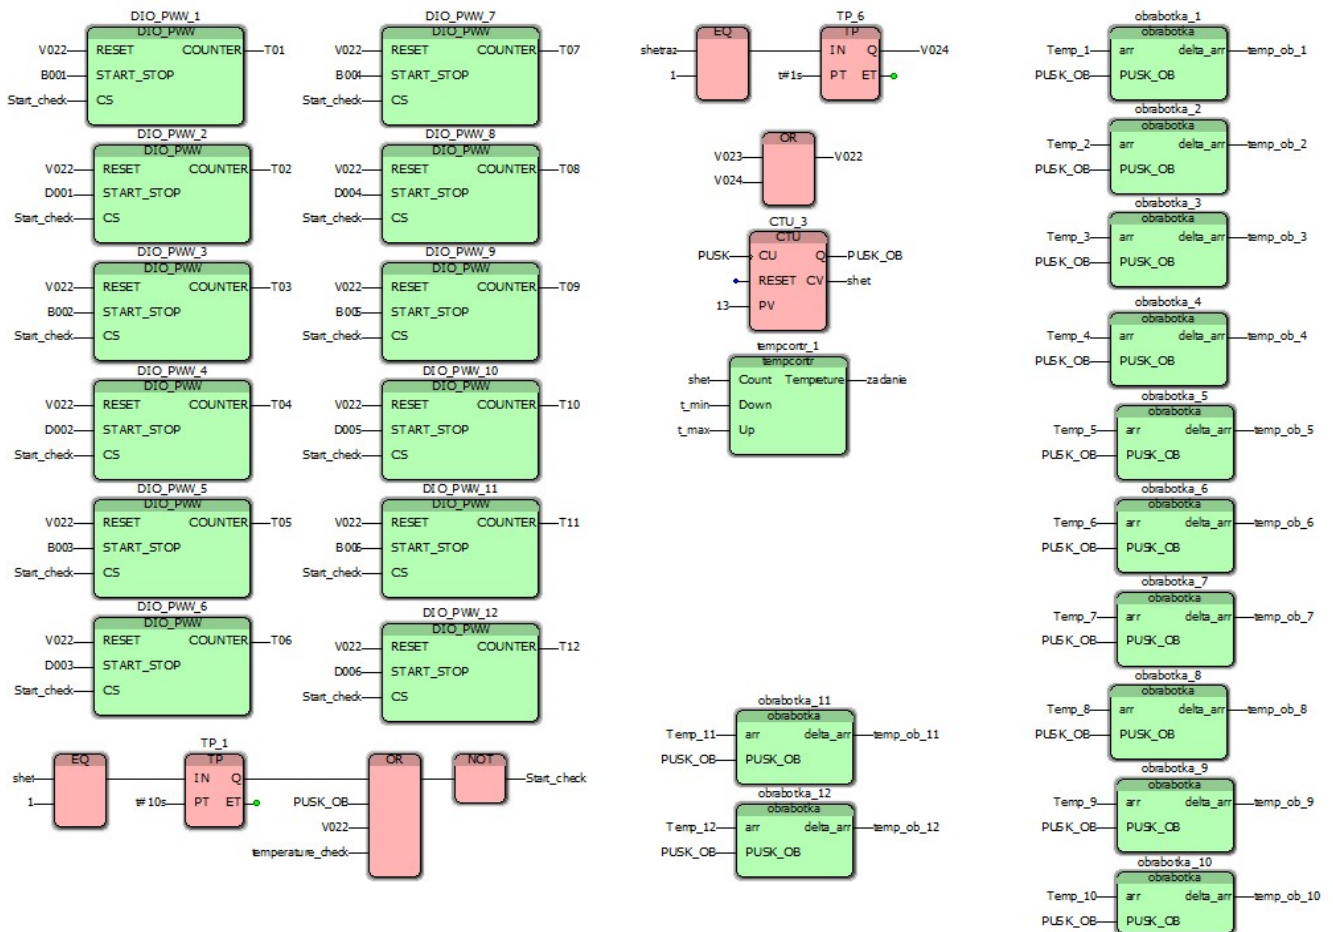 DIO_PWW_1
DIO_PWW
V022 RESET COUNTER T01
B001 START_STOP
Start_check CS
DIO_PWW_2
DIO_PWW
V022 RESET COUNTER T02
D001 START_STOP
Start_check CS
DIO_PWW_3
DIO_PWW
V022 RESET COUNTER T03
B002 START_STOP
Start_check CS
DIO_PWW_4
DIO_PWW
V022 RESET COUNTER T04
D002 START_STOP
Start_check CS
DIO_PWW_5
DIO_PWW
V022 RESET COUNTER T05
B003 START_STOP
Start_check CS
DIO_PWW_6
DIO_PWW
V022 RESET COUNTER T06
D003 START_STOP
Start_check CS
DIO_PWW_7
DIO_PWW
V022 RESET COUNTER T07
B004 START_STOP
Start_check CS
DIO_PWW_8
DIO_PWW
V022 RESET COUNTER T08
D004 START_STOP
Start_check CS
DIO_PWW_9
DIO_PWW
V022 RESET COUNTER T09
B005 START_STOP
Start_check CS
DIO_PWW_10
DIO_PWW
V022 RESET COUNTER T10
D005 START_STOP
Start_check CS
DIO_PWW_11
DIO_PWW
V022 RESET COUNTER T11
B006 START_STOP
Start_check CS
DIO_PWW_12
DIO_PWW
V022 RESET COUNTER T12
D006 START_STOP
Start_check CS
TP_1
EQ TP OR NOT
shet IN Q Start_check
1 t#10s PT ET PUSK_OB
V022
temperature_check
TP_6
EQ TP
shetraz IN Q V024
1 t#1s PT ET
OR
V023 V022
V024
CTU_3
CTU
PUSK CU Q PUSK_OB
RESET CV shet
13 PV
tempcortr_1
tempcortr
shet Count Tempreture zadanie
t_min Down
t_max Up
obrabotka_11
obrabotka
Temp_11 arr delta_arr temp_ob_11
PUSK_OB PUSK_OB
obrabotka_12
obrabotka
Temp_12 arr delta_arr temp_ob_12
PUSK_OB PUSK_OB
obrabotka_1
obrabotka
Temp_1 arr delta_arr temp_ob_1
PUSK_OB PUSK_OB
obrabotka_2
obrabotka
Temp_2 arr delta_arr temp_ob_2
PUSK_OB PUSK_OB
obrabotka_3
obrabotka
Temp_3 arr delta_arr temp_ob_3
PUSK_OB PUSK_OB
obrabotka_4
obrabotka
Temp_4 arr delta_arr temp_ob_4
PUSK_OB PUSK_OB
obrabotka_5
obrabotka
Temp_5 arr delta_arr temp_ob_5
PUSK_OB PUSK_OB
obrabotka_6
obrabotka
Temp_6 arr delta_arr temp_ob_6
PUSK_OB PUSK_OB
obrabotka_7
obrabotka
Temp_7 arr delta_arr temp_ob_7
PUSK_OB PUSK_OB
obrabotka_8
obrabotka
Temp_8 arr delta_arr temp_ob_8
PUSK_OB PUSK_OB
obrabotka_9
obrabotka
Temp_9 arr delta_arr temp_ob_9
PUSK_OB PUSK_OB
obrabotka_10
obrabotka
Temp_10 arr delta_arr temp_ob_10
PUSK_OB PUSK_OB